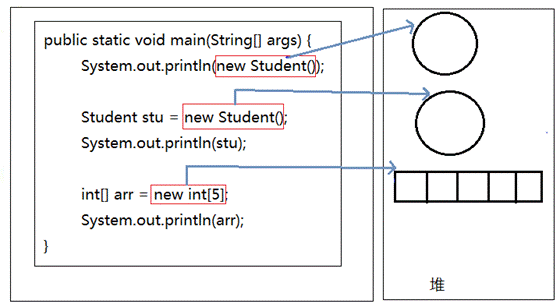 public static void main(String[] args) {
System.out.println(new Student());
Student stu = new Student();
System.out.println(stu);
int[] arr = new int[5];
System.out.println(arr);
}
堆